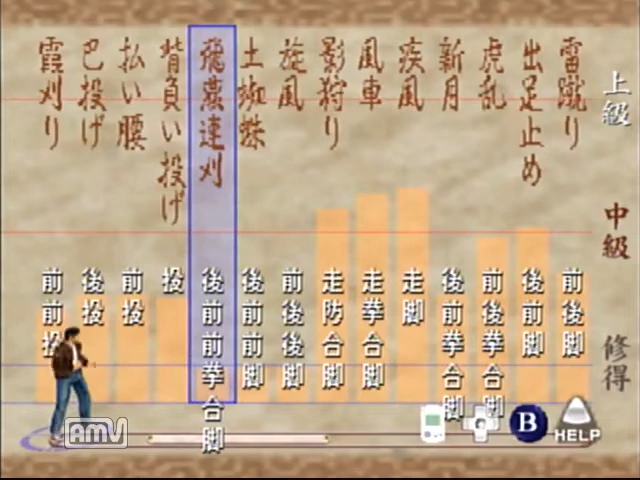 雷蹴り
出足止め
虎乱
新月
疾風
風車
影狩り
旋風
土蜘蛛
飛燕連刈
背負い投げ
払い腰
巴投げ
霞刈り
上級
中級
修得
前後脚
後前脚
前後拳合脚
後前拳合脚
走脚
走拳合脚
走防合脚
前後後脚
後前前脚
後前前拳合脚
投
前投
後投
前前投
AMV
B
HELP